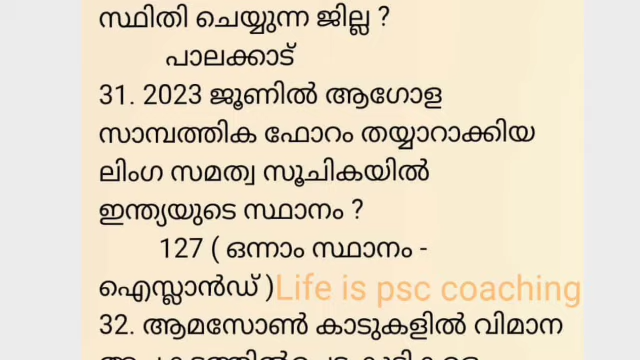 സ്ഥിതി ചെയ്യുന്ന ജില്ല ?
പാലക്കാട്
31. 2023 ജൂണിൽ ആഗോള
സാമ്പത്തിക ഫോറം തയ്യാറാക്കിയ
ലിംഗ സമത്വ സൂചികയിൽ
ഇന്ത്യയുടെ സ്ഥാനം ?
127 ( ഒന്നാം സ്ഥാനം -
ഐസ്ലാൻഡ് )Life is psc coaching
32. ആമസോൺ കാടുകളിൽ വിമാന